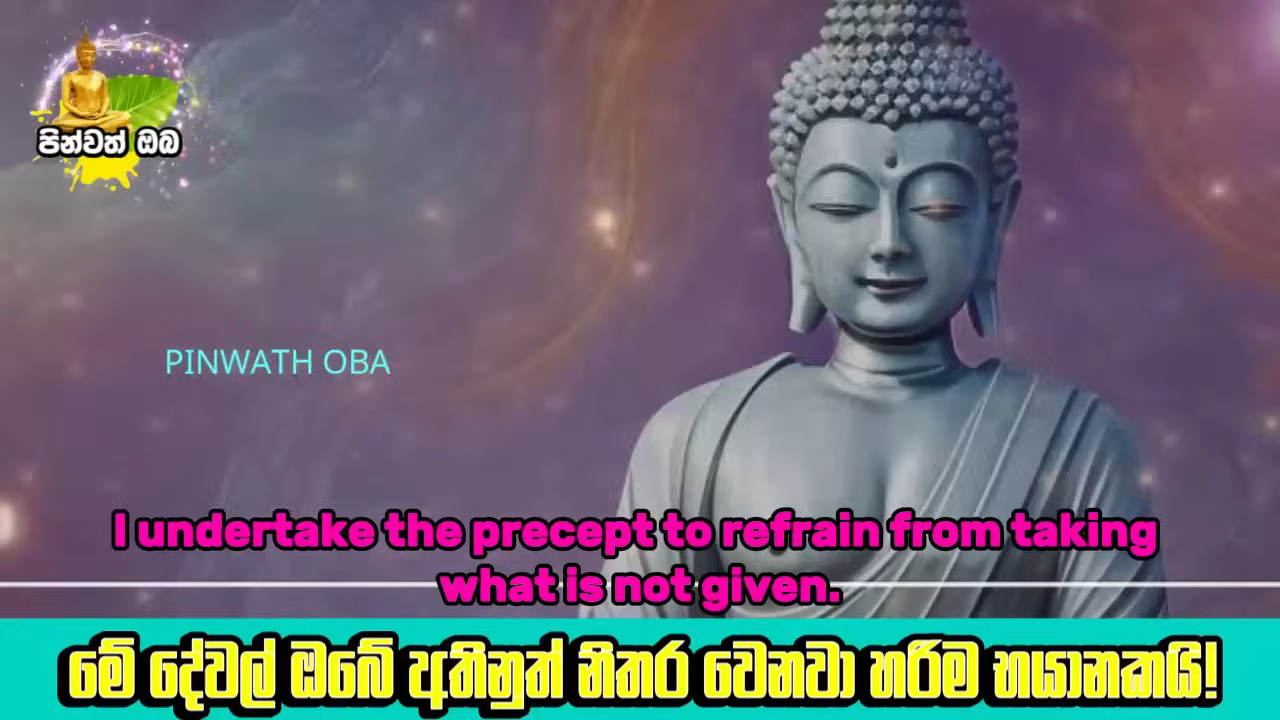 පින්වත් ඔබ
PINWATH OBA
I undertake the precept to refrain from taking
what is not given.
මේ දේවල් ඔබේ අතිනුත් නිතර වෙනවා හරිම භයානකයි!